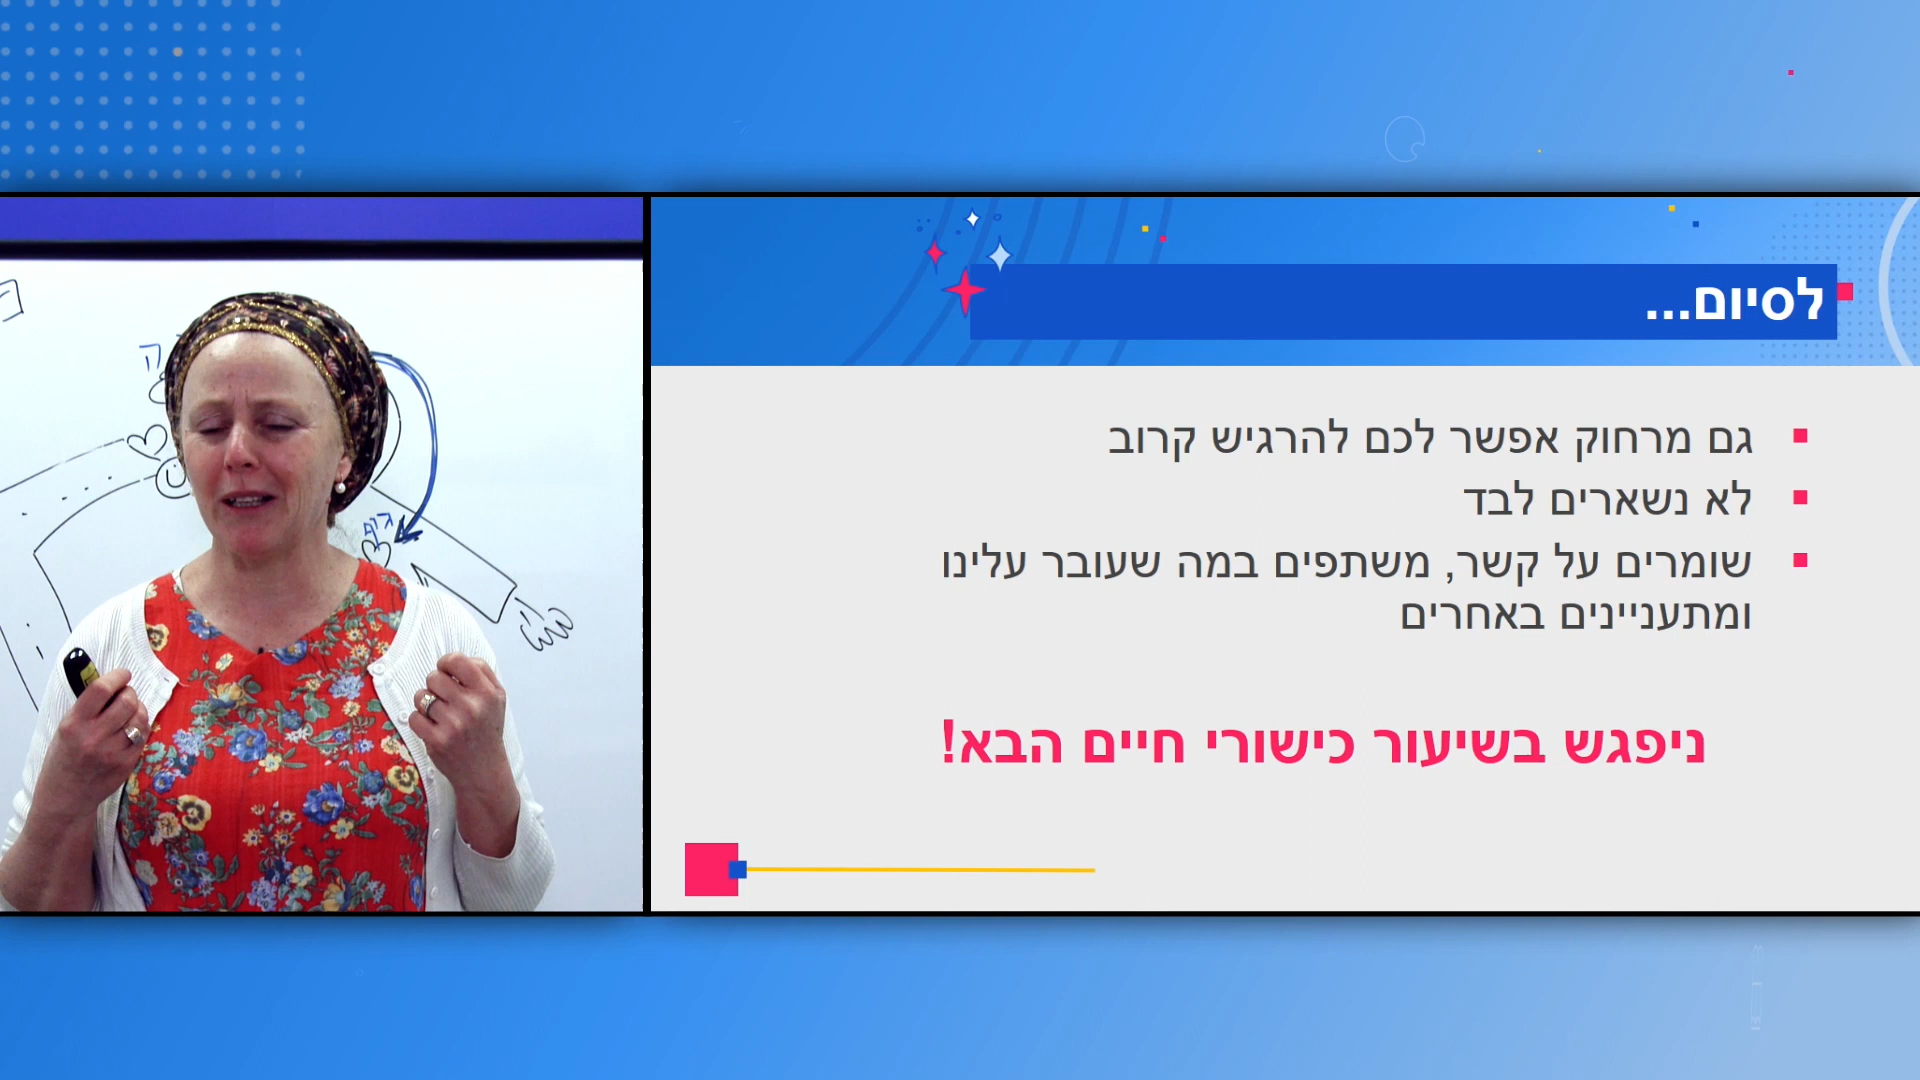 לסיום...
גם מרחוק אפשר לכם להרגיש קרוב
לא נשארים לבד
שומרים על קשר, משתפים במה שעובר עלינו
ומתעניינים באחרים
ניפגש בשיעור כישורי חיים הבא!